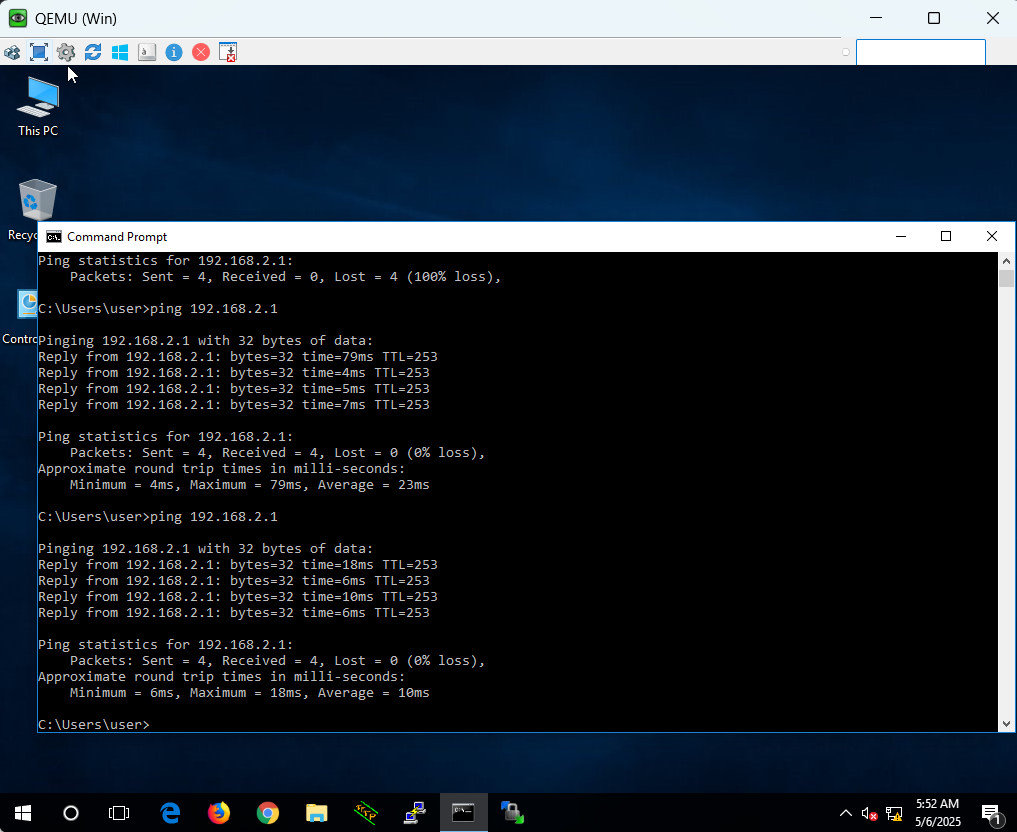 QEMU (Win)
This PC
Recyc
Contro
Command Prompt
Ping statistics for 192.168.2.1:
    Packets: Sent = 4, Received = 0, Lost = 4 (100% loss),
C:\Users\user>ping 192.168.2.1
Pinging 192.168.2.1 with 32 bytes of data:
Reply from 192.168.2.1: bytes=32 time=79ms TTL=253
Reply from 192.168.2.1: bytes=32 time=4ms TTL=253
Reply from 192.168.2.1: bytes=32 time=5ms TTL=253
Reply from 192.168.2.1: bytes=32 time=7ms TTL=253
Ping statistics for 192.168.2.1:
    Packets: Sent = 4, Received = 4, Lost = 0 (0% loss),
Approximate round trip times in milli-seconds:
    Minimum = 4ms, Maximum = 79ms, Average = 23ms
C:\Users\user>ping 192.168.2.1
Pinging 192.168.2.1 with 32 bytes of data:
Reply from 192.168.2.1: bytes=32 time=18ms TTL=253
Reply from 192.168.2.1: bytes=32 time=6ms TTL=253
Reply from 192.168.2.1: bytes=32 time=10ms TTL=253
Reply from 192.168.2.1: bytes=32 time=6ms TTL=253
Ping statistics for 192.168.2.1:
    Packets: Sent = 4, Received = 4, Lost = 0 (0% loss),
Approximate round trip times in milli-seconds:
    Minimum = 6ms, Maximum = 18ms, Average = 10ms
C:\Users\user>
5:52 AM
5/6/2025
1